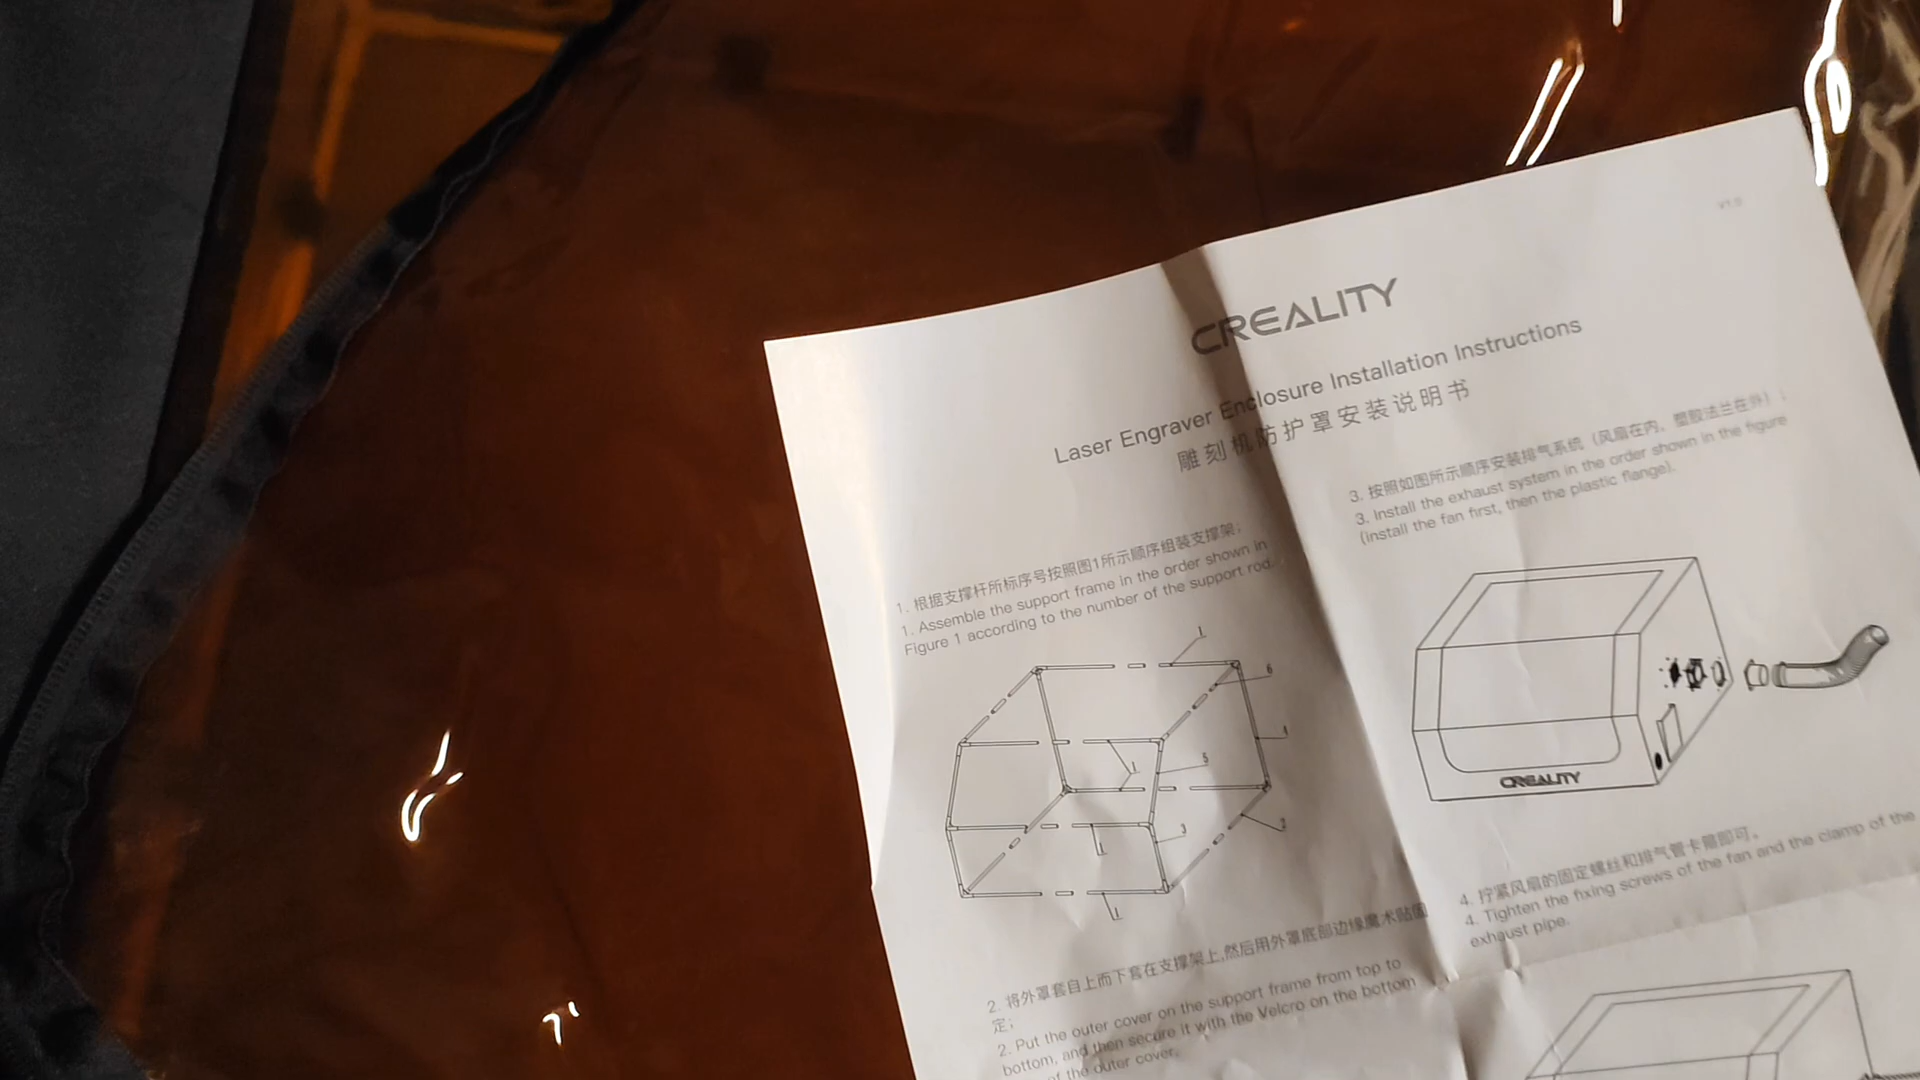 V1.0
CREALITY
Laser Engraver Enclosure Installation Instructions
雕刻机防护罩安装说明书
1. 根据支撑杆所标序号按照图1所示顺序组装支撑架；
1. Assemble the support frame in the order shown in
Figure 1 according to the number of the support rod.
1
6
4
1
5
3
1
2
1
2. 将外罩套自上而下套在支撑架上,然后用外罩底部边缘魔术贴固
定；
2. Put the outer cover on the support frame from top to
bottom, and then secure it with the Velcro on the bottom
of the outer cover.
3. 按照如图所示顺序安装排气系统（风扇在内，塑胶法兰在外）；
3. Install the exhaust system in the order shown in the figure
(install the fan first, then the plastic flange).
CREALITY
4. 拧紧风扇的固定螺丝和排气管卡箍即可。
4. Tighten the fixing screws of the fan and the clamp of the
exhaust pipe.